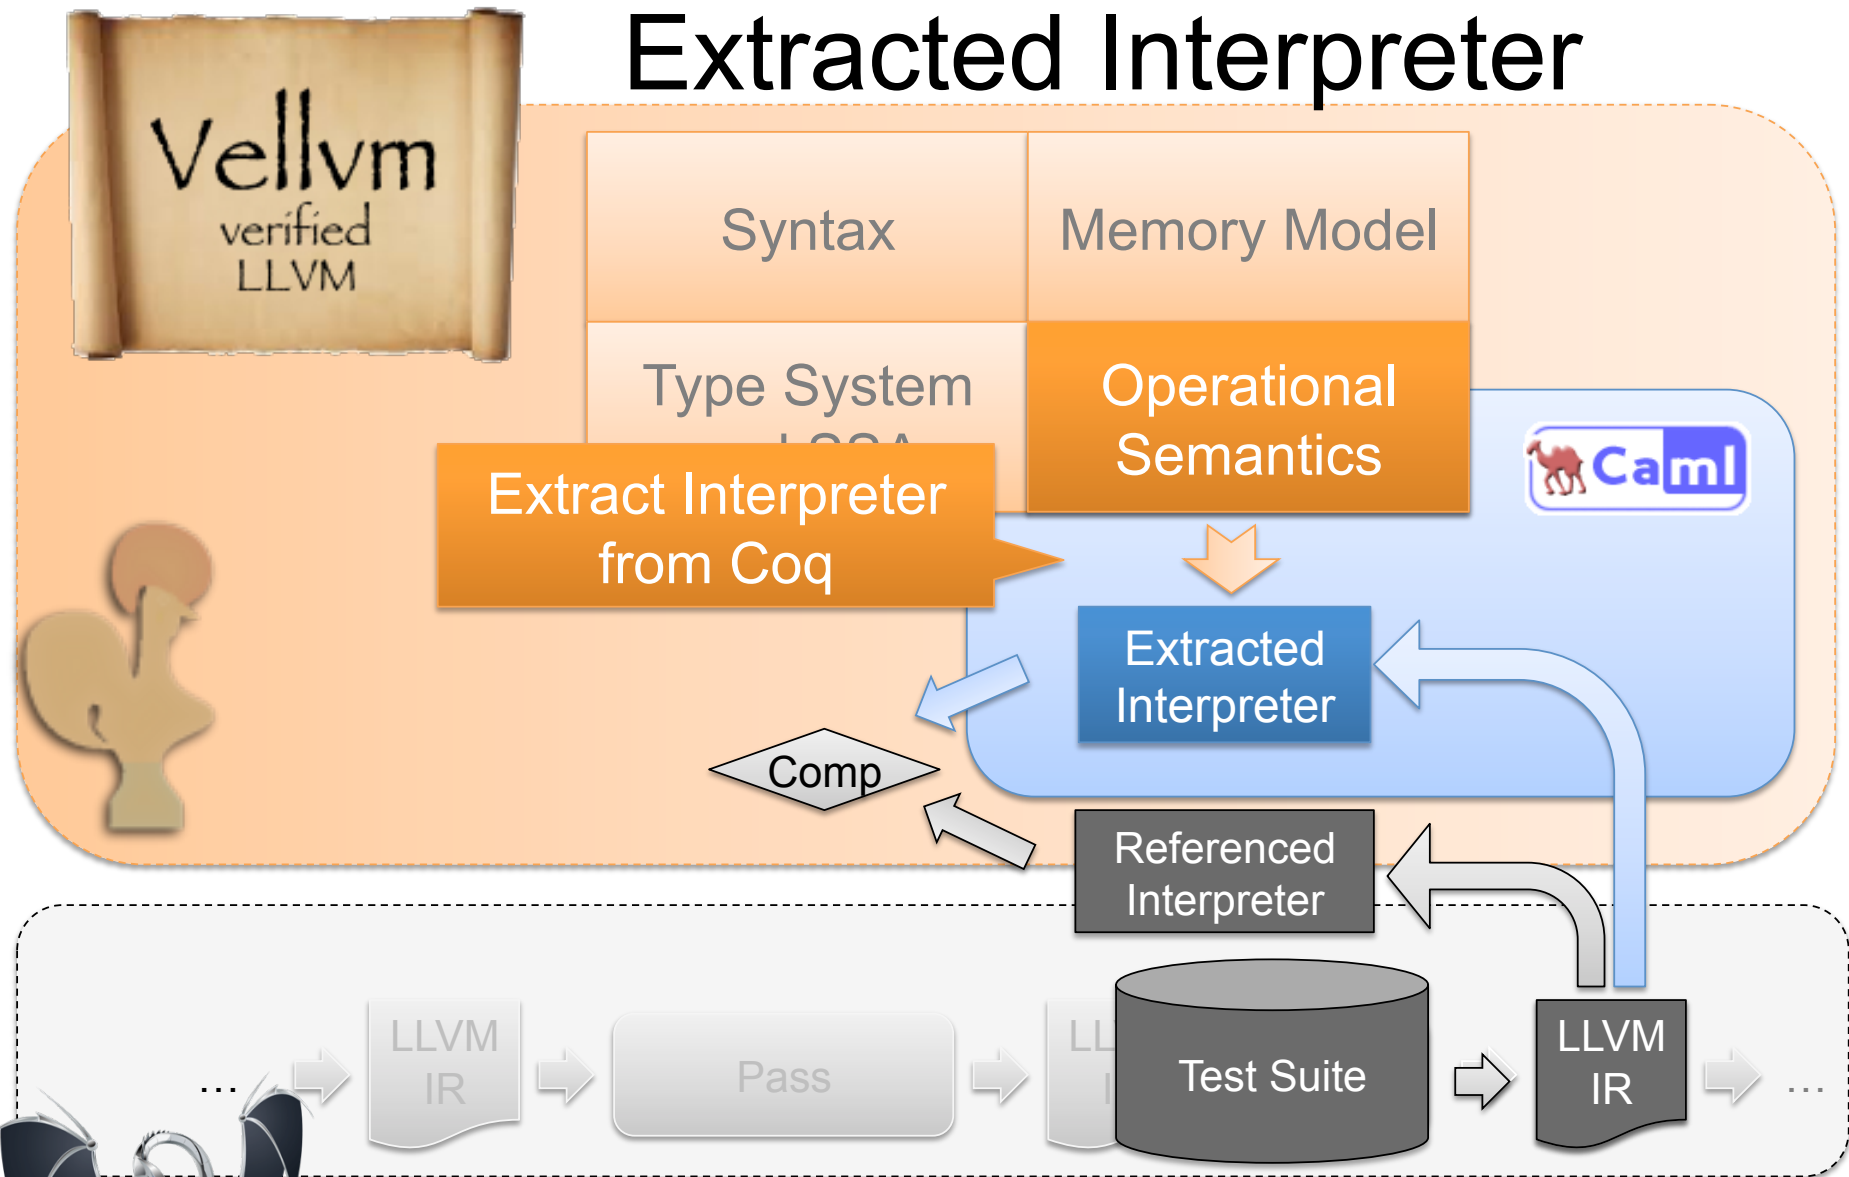 Extracted Interpreter
Vellvm
verified
LLVM
Syntax
Memory Model
Type System
Operational
Semantics
Caml
Extract Interpreter
from Coq
Extracted
Interpreter
Comp
Referenced
Interpreter
...
LLVM
IR
Pass
Test Suite
LLVM
IR
...